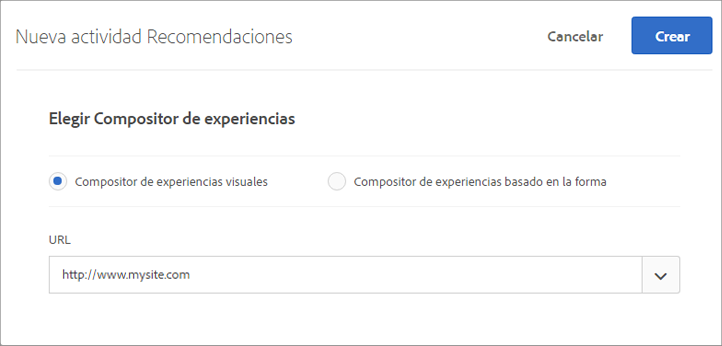 Nueva actividad Recomendaciones
Cancelar
Crear
Elegir Compositor de experiencias
Compositor de experiencias visuales
Compositor de experiencias basado en la forma
URL
http://www.mysite.com